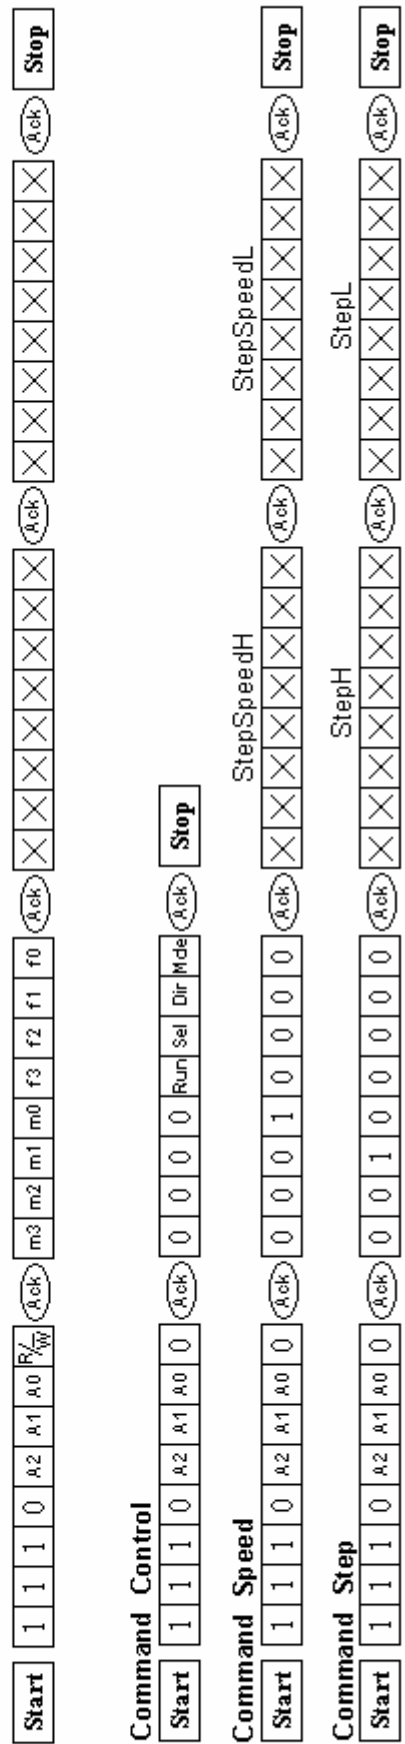 Start 1 1 1 0 A2 A1 A0 R/W Ack m3 m2 m1 m0 f3 f2 f1 f0 Ack Ack Stop
Command Control
Start 1 1 1 0 A2 A1 A0 0 Ack 0 0 0 0 Run Sel Dir Mde Ack Stop
Command Speed StepSpeedH StepSpeedL
Start 1 1 1 0 A2 A1 A0 0 Ack 0 0 0 1 0 0 0 0 Ack Ack Ack Stop
Command Step StepH StepL
Start 1 1 1 0 A2 A1 A0 0 Ack 0 0 1 0 0 0 0 0 Ack Ack Ack Stop